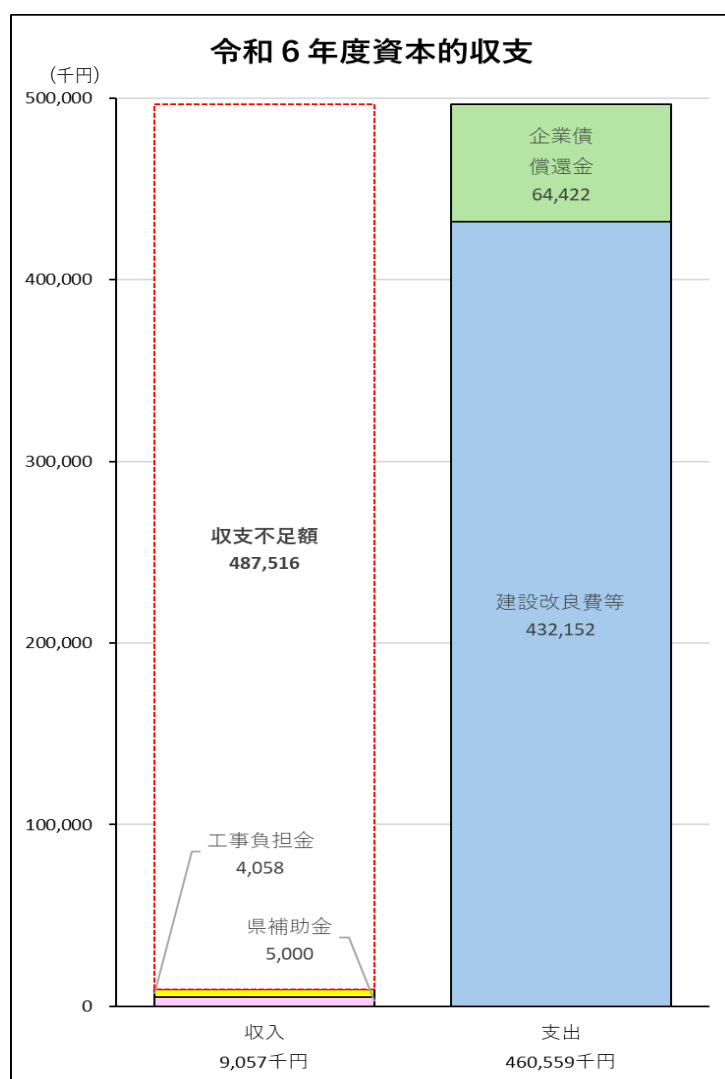 令和６年度資本的収支
(千円)
500,000
400,000
300,000
200,000
100,000
0
収支不足額
487,516
工事負担金
4,058
県補助金
5,000
企業債
償還金
64,422
建設改良費等
432,152
収入
9,057千円
支出
460,559千円